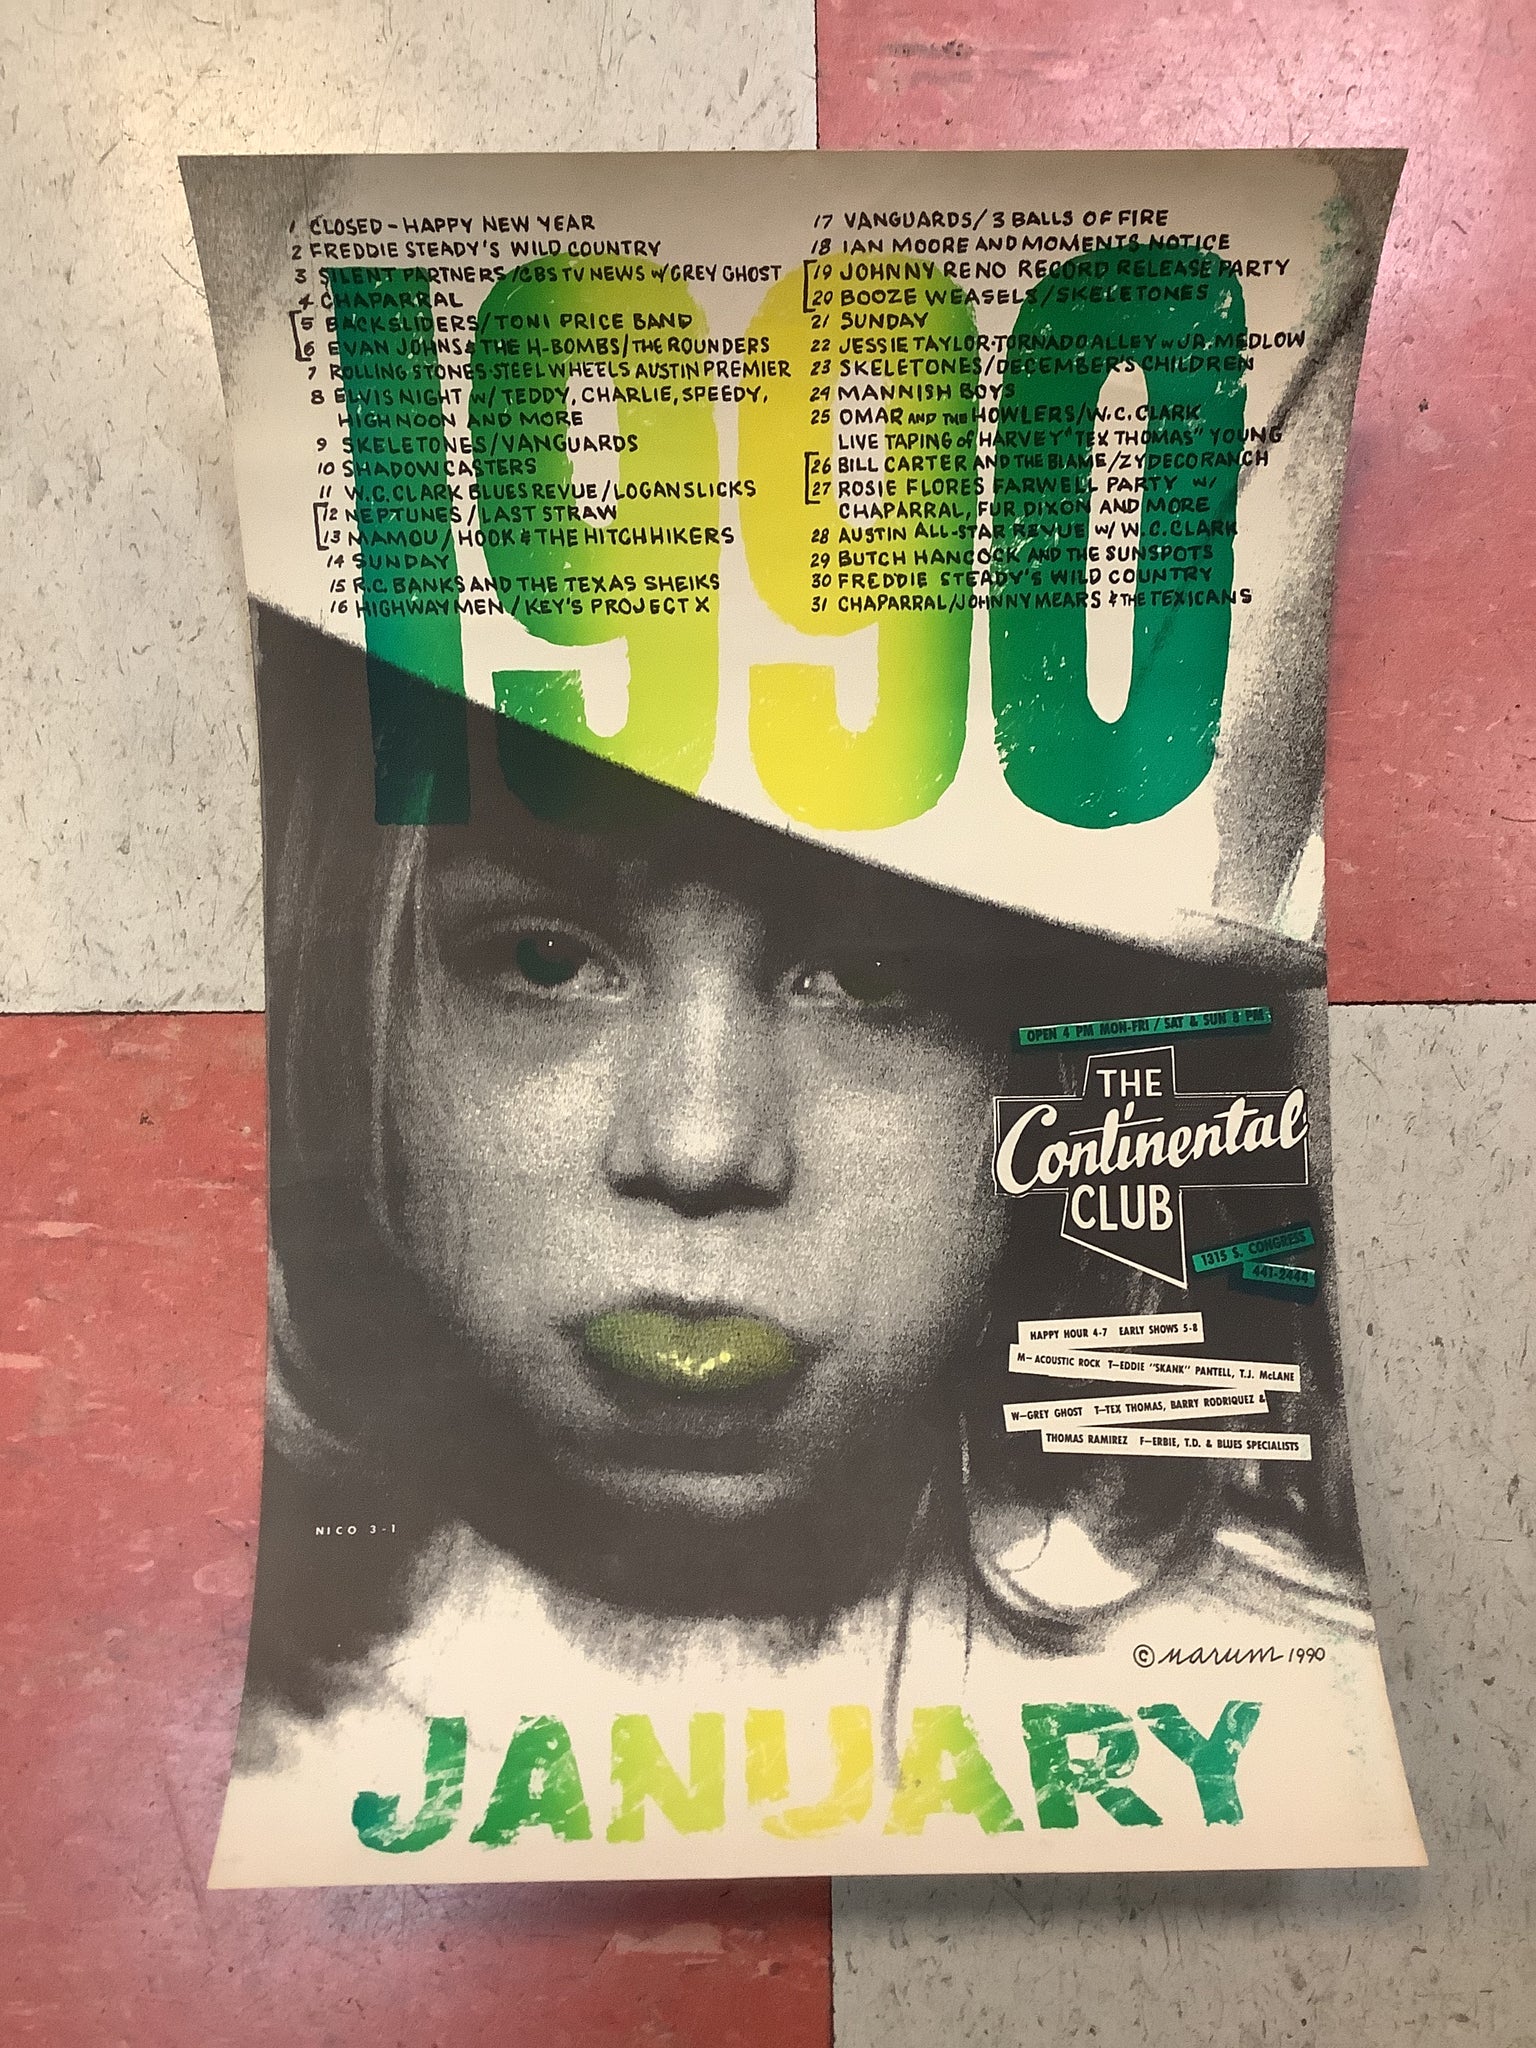 1 CLOSED - HAPPY NEW YEAR
2 FREDDIE STEADY'S WILD COUNTRY
3 SILENT PARTNERS/CBS TV NEWS W/GREY GHOST
4 CHAPARRAL
5 BACKSLIDERS/TONI PRICE BAND
6 EVAN JOHNS & THE H-BOMBS/THE ROUNDERS
7 ROLLING STONES-STEEL WHEELS AUSTIN PREMIER
8 ELVIS NIGHT W/ TEDDY, CHARLIE, SPEEDY,
HIGH NOON AND MORE
9 SKELETONES/VANGUARDS
10 SHADOWCASTERS
11 W.C. CLARK BLUES REVUE/LOGAN SLICKS
12 NEPTUNES/LAST STRAW
13 MAMOU/HOOK & THE HITCHHIKERS
14 SUNDAY
15 R.C. BANKS AND THE TEXAS SHEIKS
16 HIGHWAYMEN/KEY'S PROJECT X
17 VANGUARDS/3 BALLS OF FIRE
18 IAN MOORE AND MOMENTS NOTICE
19 JOHNNY RENO RECORD RELEASE PARTY
20 BOOZE WEASELS/SKELETONES
21 SUNDAY
22 JESSIE TAYLOR-TORNADO ALLEY W JR. MEDLOW
23 SKELETONES/DECEMBER'S CHILDREN
24 MANNISH BOYS
25 OMAR AND THE HOWLERS/W.C. CLARK
LIVE TAPING of HARVEY "TEX THOMAS" YOUNG
26 BILL CARTER AND THE BLAME/ZYDECO RANCH
27 ROSIE FLORES FARWELL PARTY W/
CHAPARRAL, FUR DIXON AND MORE
28 AUSTIN ALL-STAR REVUE W/ W.C. CLARK
29 BUTCH HANCOCK AND THE SUNSPOTS
30 FREDDIE STEADY'S WILD COUNTRY
31 CHAPARRAL/JOHNNY MEARS & THE TEXICANS
1990
OPEN 4 PM MON-FRI / SAT & SUN 8 PM
THE
Continental
CLUB
1315 S. CONGRESS
441-2444
HAPPY HOUR 4-7 EARLY SHOWS 5-8
M—ACOUSTIC ROCK T—EDDIE "SKANK" PANTELL, T.J. McLANE
W—GREY GHOST T—TEX THOMAS, BARRY RODRIQUEZ &
THOMAS RAMIREZ F—ERBIE, T.D. & BLUES SPECIALISTS
NICO 3-1
© Marum 1990
JANUARY